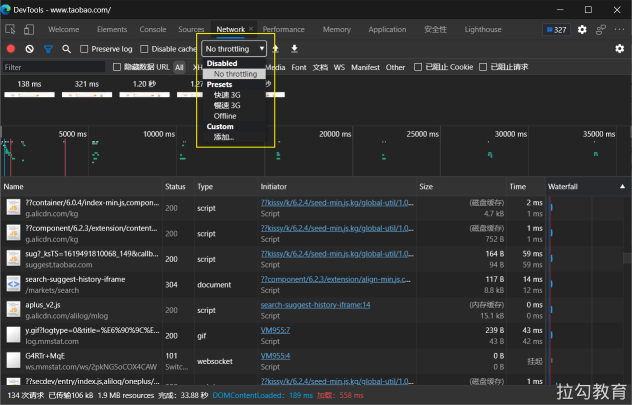 DevTools - www.taobao.com/
Welcome Elements Console Sources Network Performance Memory Application 安全性 Lighthouse 327
Preserve log Disable cache No throttling
Filter 隐藏数据 URL All Media Font 文档 WS Manifest Other 已阻止 Cookie 已阻止请求
Disabled
No throttling
Presets
快速 3G
慢速 3G
Offline
Custom
添加...
138 ms 321 ms 1.20 秒
5000 ms 10000 ms 20000 ms 25000 ms 30000 ms 35000 ms
Name Status Type Initiator Size Time Waterfall
??container/6.0.4/index-min.js,compone... 200 script ??kissy/k/6.2.4/seed-min.js,kg/global-util/1.0... (磁盘缓存) 2 ms
g.alicdn.com/kg Script 4.7 kB 1 ms
??component/6.2.3/extension/content... 200 script ??kissy/k/6.2.4/seed-min.js,kg/global-util/1.0... (磁盘缓存) 1 ms
g.alicdn.com/kg Script 752 B 1 ms
sug?_ksTS=1619491810068_149&callb... 200 script ??kissy/k/6.2.4/seed-min.js,kg/global-util/1.0... 164 B 59 ms
suggest.taobao.com Script 94 B 59 ms
search-suggest-history-iframe 304 document ??component/6.2.3/extension/align-min.js,c... 117 B 14 ms
/markets/search Script 8.8 kB 12 ms
aplus_v2.js 200 script search-suggest-history-iframe:14 (内存缓存) 0 ms
g.alicdn.com/alilog/mlog Script 15.1 kB 0 ms
y.gif?logtype=0&title=%E6%90%9C%E... 200 gif VM955:7 239 B 43 ms
log.mmstat.com Script 43 B 42 ms
G4RTr+MqE 101 websocket VM955:4 0 B 挂起
ws.mmstat.com/ws/2pkNG5oCOX4CAW Switc... Script 0 B
??secdev/entry/index.js,alilog/oneplus/... ??kissy/k/6.2.4/seed-min.js,kg/global-util/1.0... (磁盘缓存) 1 ms
134 次请求 已传输106 kB 1.9 MB resources 完成: 33.88 秒 DOMContentLoaded: 189 ms 加载: 558 ms
拉勾教育